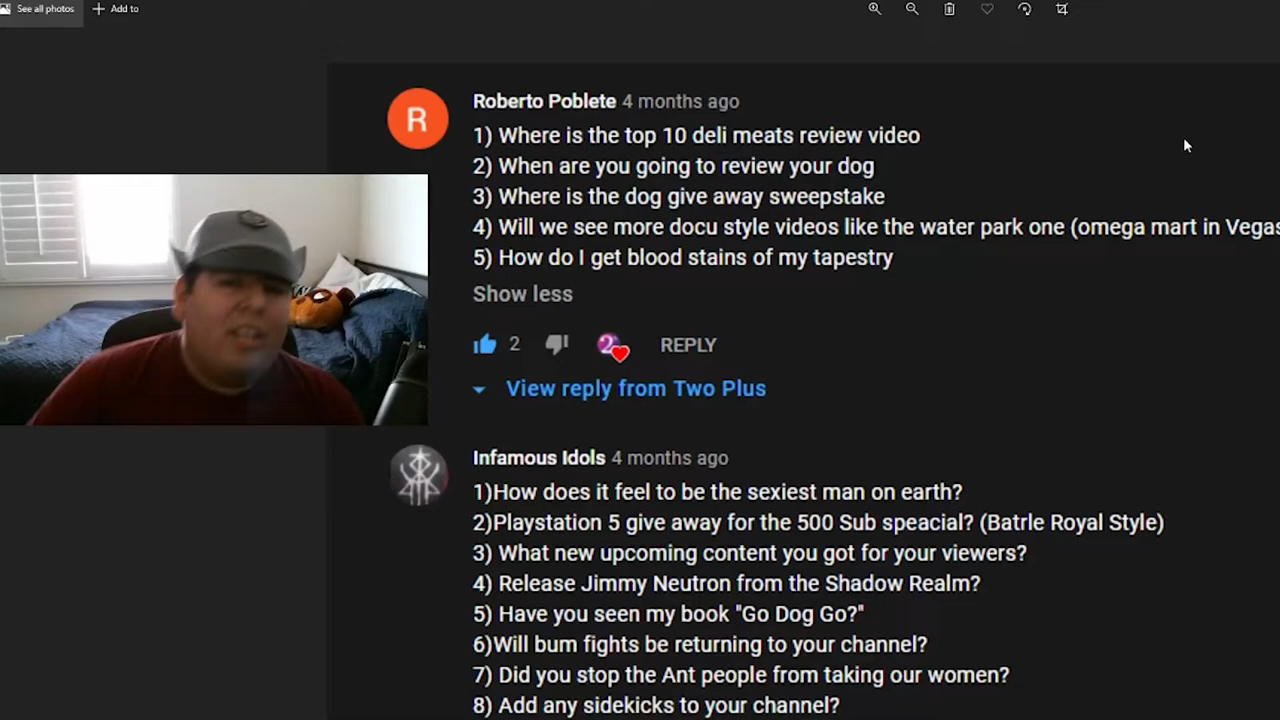 See all photos
Add to
R
Roberto Poblete 4 months ago
1) Where is the top 10 deli meats review video
2) When are you going to review your dog
3) Where is the dog give away sweepstake
4) Will we see more docu style videos like the water park one (omega mart in Vegas
5) How do I get blood stains of my tapestry
Show less
2
2
REPLY
View reply from Two Plus
Infamous Idols 4 months ago
1)How does it feel to be the sexiest man on earth?
2)Playstation 5 give away for the 500 Sub speacial? (Batrle Royal Style)
3) What new upcoming content you got for your viewers?
4) Release Jimmy Neutron from the Shadow Realm?
5) Have you seen my book "Go Dog Go?"
6)Will bum fights be returning to your channel?
7) Did you stop the Ant people from taking our women?
8) Add any sidekicks to your channel?